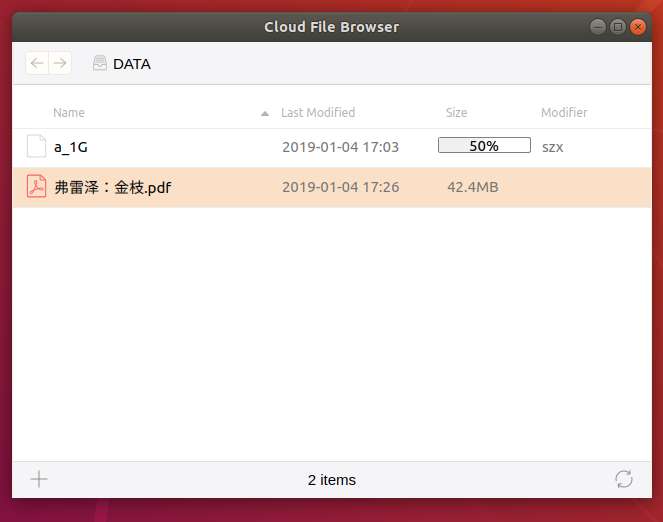 Cloud File Browser
DATA
Name Last Modified Size Modifier
a_1G 2019-01-04 17:03 50% szx
弗雷泽：金枝.pdf 2019-01-04 17:26 42.4MB
2 items